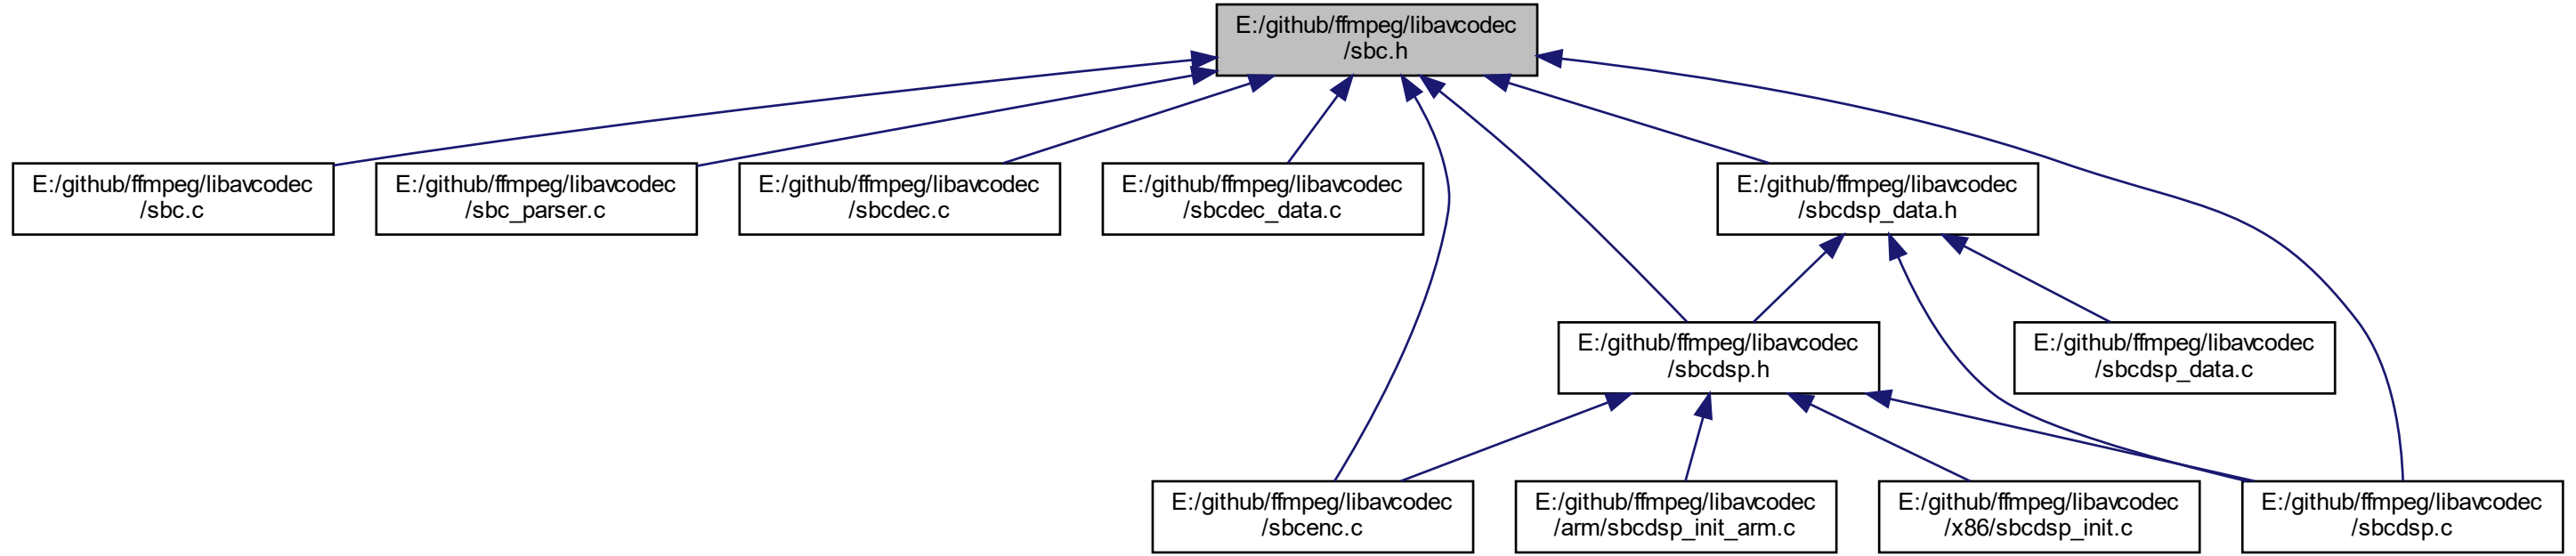 E:/github/ffmpeg/libavcodec
/sbc.h
E:/github/ffmpeg/libavcodec
/sbc.c
E:/github/ffmpeg/libavcodec
/sbc_parser.c
E:/github/ffmpeg/libavcodec
/sbcdec.c
E:/github/ffmpeg/libavcodec
/sbcdec_data.c
E:/github/ffmpeg/libavcodec
/sbcdsp_data.h
E:/github/ffmpeg/libavcodec
/sbcdsp.h
E:/github/ffmpeg/libavcodec
/sbcdsp_data.c
E:/github/ffmpeg/libavcodec
/sbcenc.c
E:/github/ffmpeg/libavcodec
/arm/sbcdsp_init_arm.c
E:/github/ffmpeg/libavcodec
/x86/sbcdsp_init.c
E:/github/ffmpeg/libavcodec
/sbcdsp.c